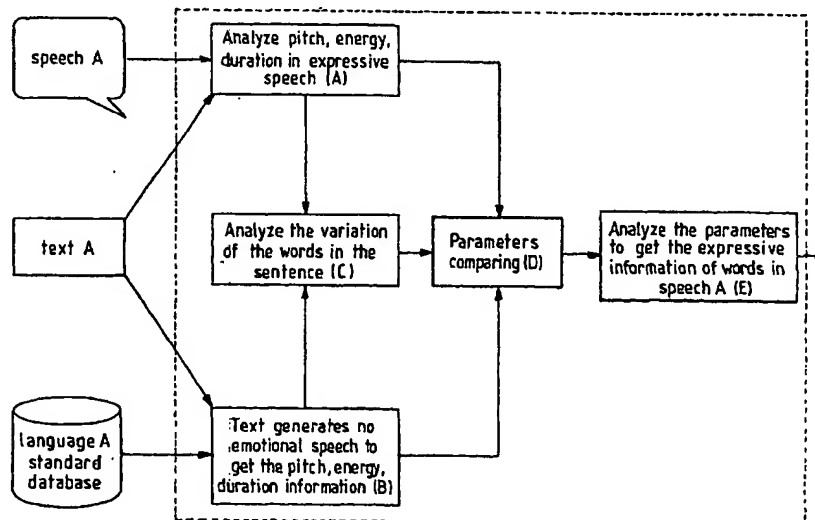 speech A
Analyze pitch, energy,
duration in expressive
speech (A)
text A
Analyze the variation
of the words in the
sentence (C)
Parameters
comparing (D)
Analyze the parameters
to get the expressive
information of words in
speech A (E)
language A
standard
database
Text generates no
emotional speech to
get the pitch, energy,
duration information (B)